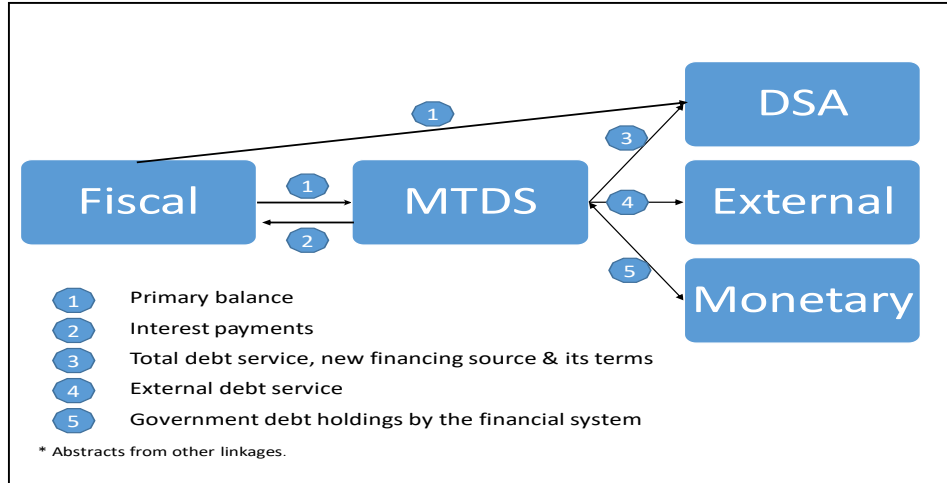 DSA
1
3
Fiscal
1
MTDS
4
External
2
5
Monetary
1 Primary balance
2 Interest payments
3 Total debt service, new financing source & its terms
4 External debt service
5 Government debt holdings by the financial system
* Abstracts from other linkages.